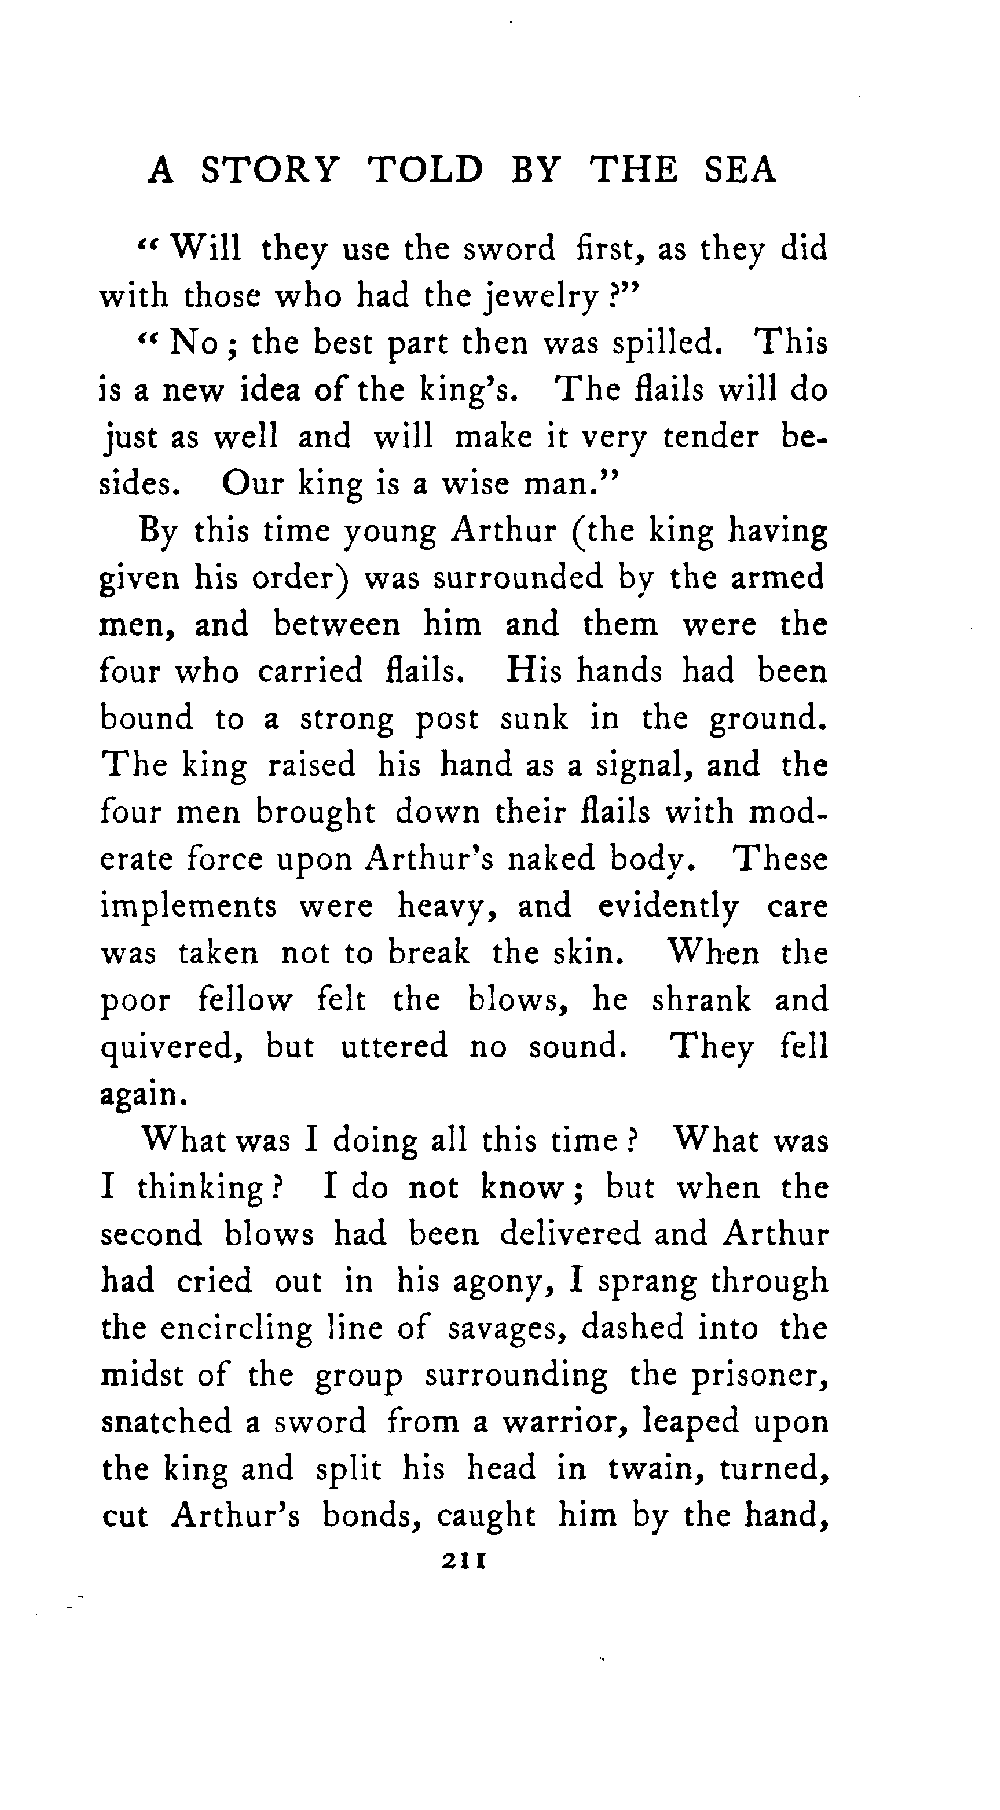 A STORY TOLD BY THE SEA
“ Will they use the sword first, as they did
with those who had the jewelry ?”
“ No ; the best part then was spilled. This
is a new idea of the king’s. The flails will do
just as well and will make it very tender be-
sides. Our king is a wise man.”
By this time young Arthur (the king having
given his order) was surrounded by the armed
men, and between him and them were the
four who carried flails. His hands had been
bound to a strong post sunk in the ground.
The king raised his hand as a signal, and the
four men brought down their flails with mod-
erate force upon Arthur’s naked body. These
implements were heavy, and evidently care
was taken not to break the skin. When the
poor fellow felt the blows, he shrank and
quivered, but uttered no sound. They fell
again.
What was I doing all this time ? What was
I thinking ? I do not know ; but when the
second blows had been delivered and Arthur
had cried out in his agony, I sprang through
the encircling line of savages, dashed into the
midst of the group surrounding the prisoner,
snatched a sword from a warrior, leaped upon
the king and split his head in twain, turned,
cut Arthur’s bonds, caught him by the hand,
211